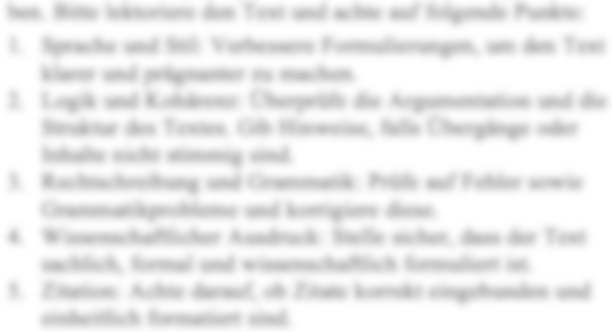 ben. Bitte lektoriere den Text und achte auf folgende Punkte:
1. Sprache und Stil: Verbessere Formulierungen, um den Text
klarer und prägnanter zu machen.
2. Logik und Kohärenz: Überprüfe die Argumentation und die
Struktur des Textes. Gib Hinweise, falls Übergänge oder
Inhalte nicht stimmig sind.
3. Rechtschreibung und Grammatik: Prüfe auf Fehler sowie
Grammatikprobleme und korrigiere diese.
4. Wissenschaftlicher Ausdruck: Stelle sicher, dass der Text
sachlich, formal und wissenschaftlich formuliert ist.
5. Zitation: Achte darauf, ob Zitate korrekt eingebunden und
einheitlich formatiert sind.